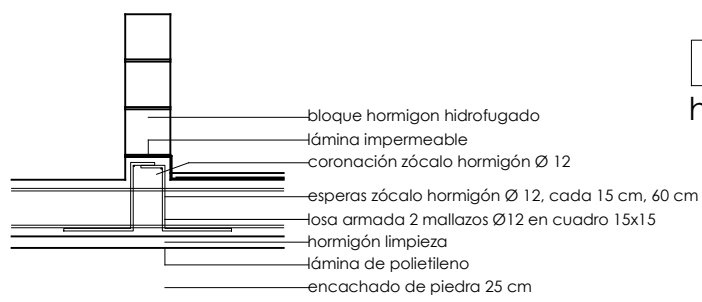 bloque hormigon hidrofugado
lámina impermeable
coronación zócalo hormigón Ø 12
esperas zócalo hormigón Ø 12, cada 15 cm, 60 cm
losa armada 2 mallazos Ø12 en cuadro 15x15
hormigón limpieza
lámina de polietileno
encachado de piedra 25 cm